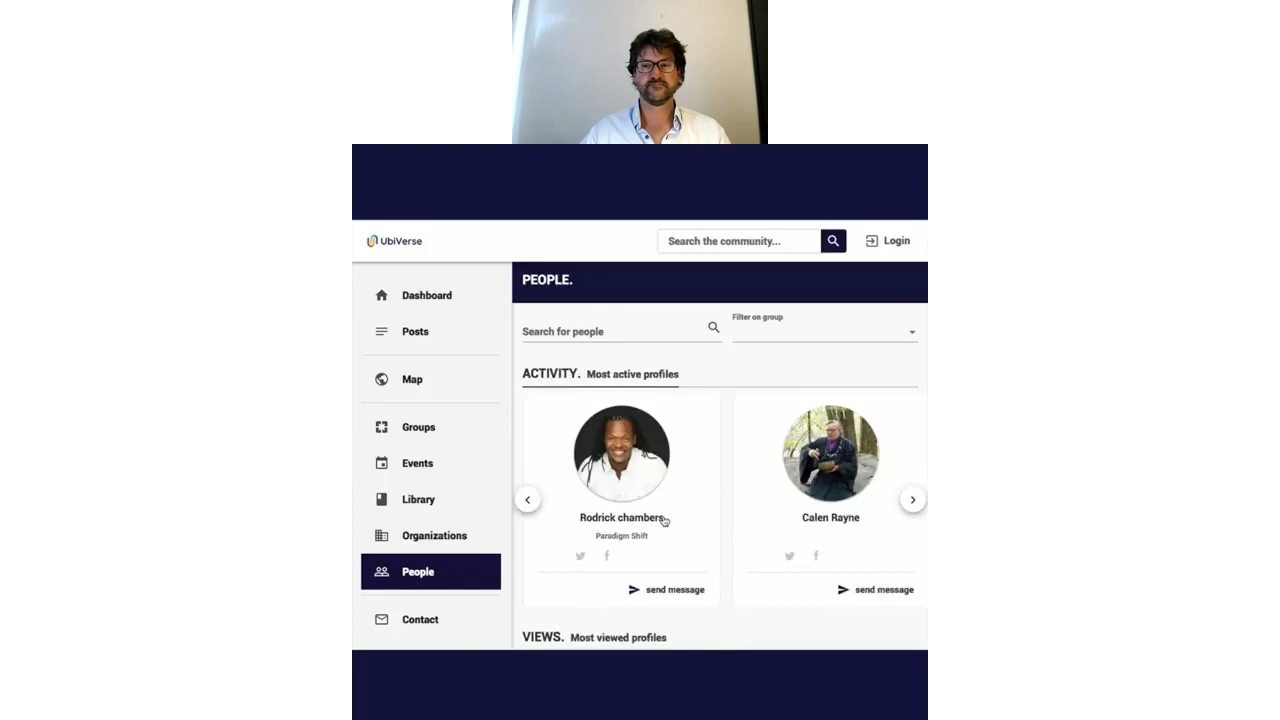 UbiVerse
Search the community...
Login
Dashboard
Posts
Map
Groups
Events
Library
Organizations
People
Contact
PEOPLE.
Search for people
Filter on group
ACTIVITY. Most active profiles
Rodrick chambers
Paradigm Shift
send message
Calen Rayne
send message
VIEWS. Most viewed profiles